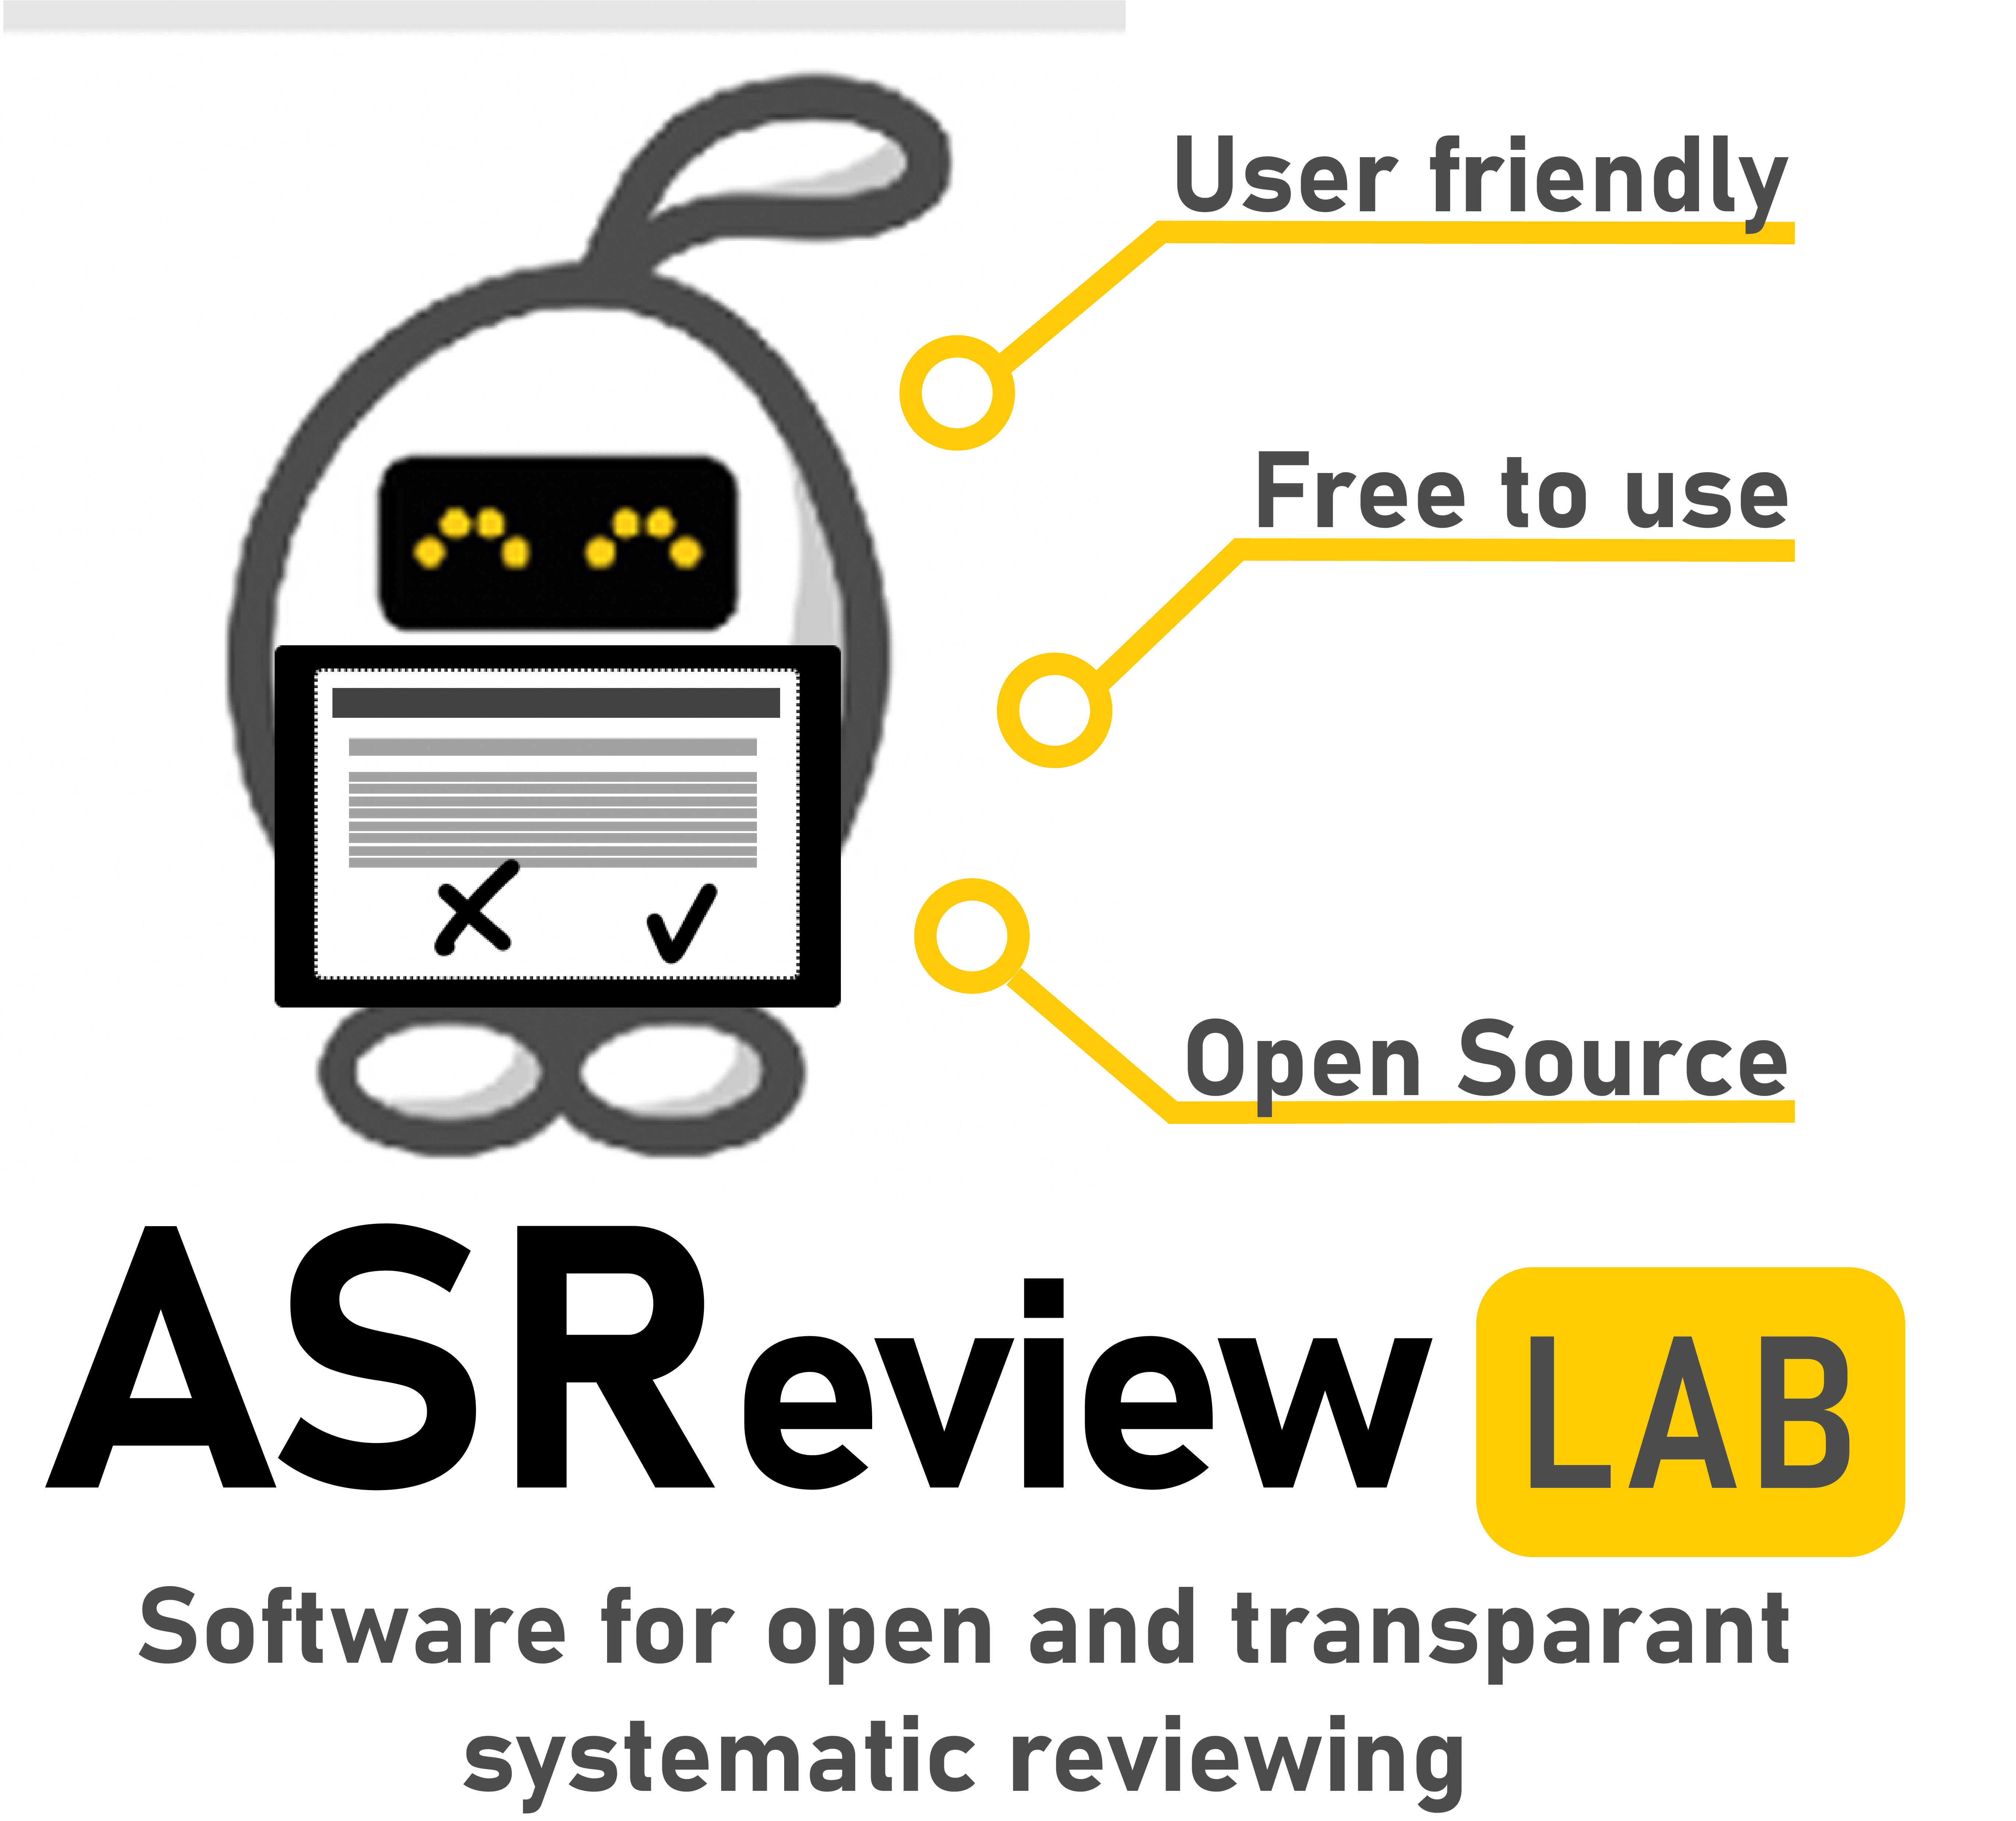 User friendly
Free to use
Open Source
ASReview LAB
Software for open and transparant
systematic reviewing